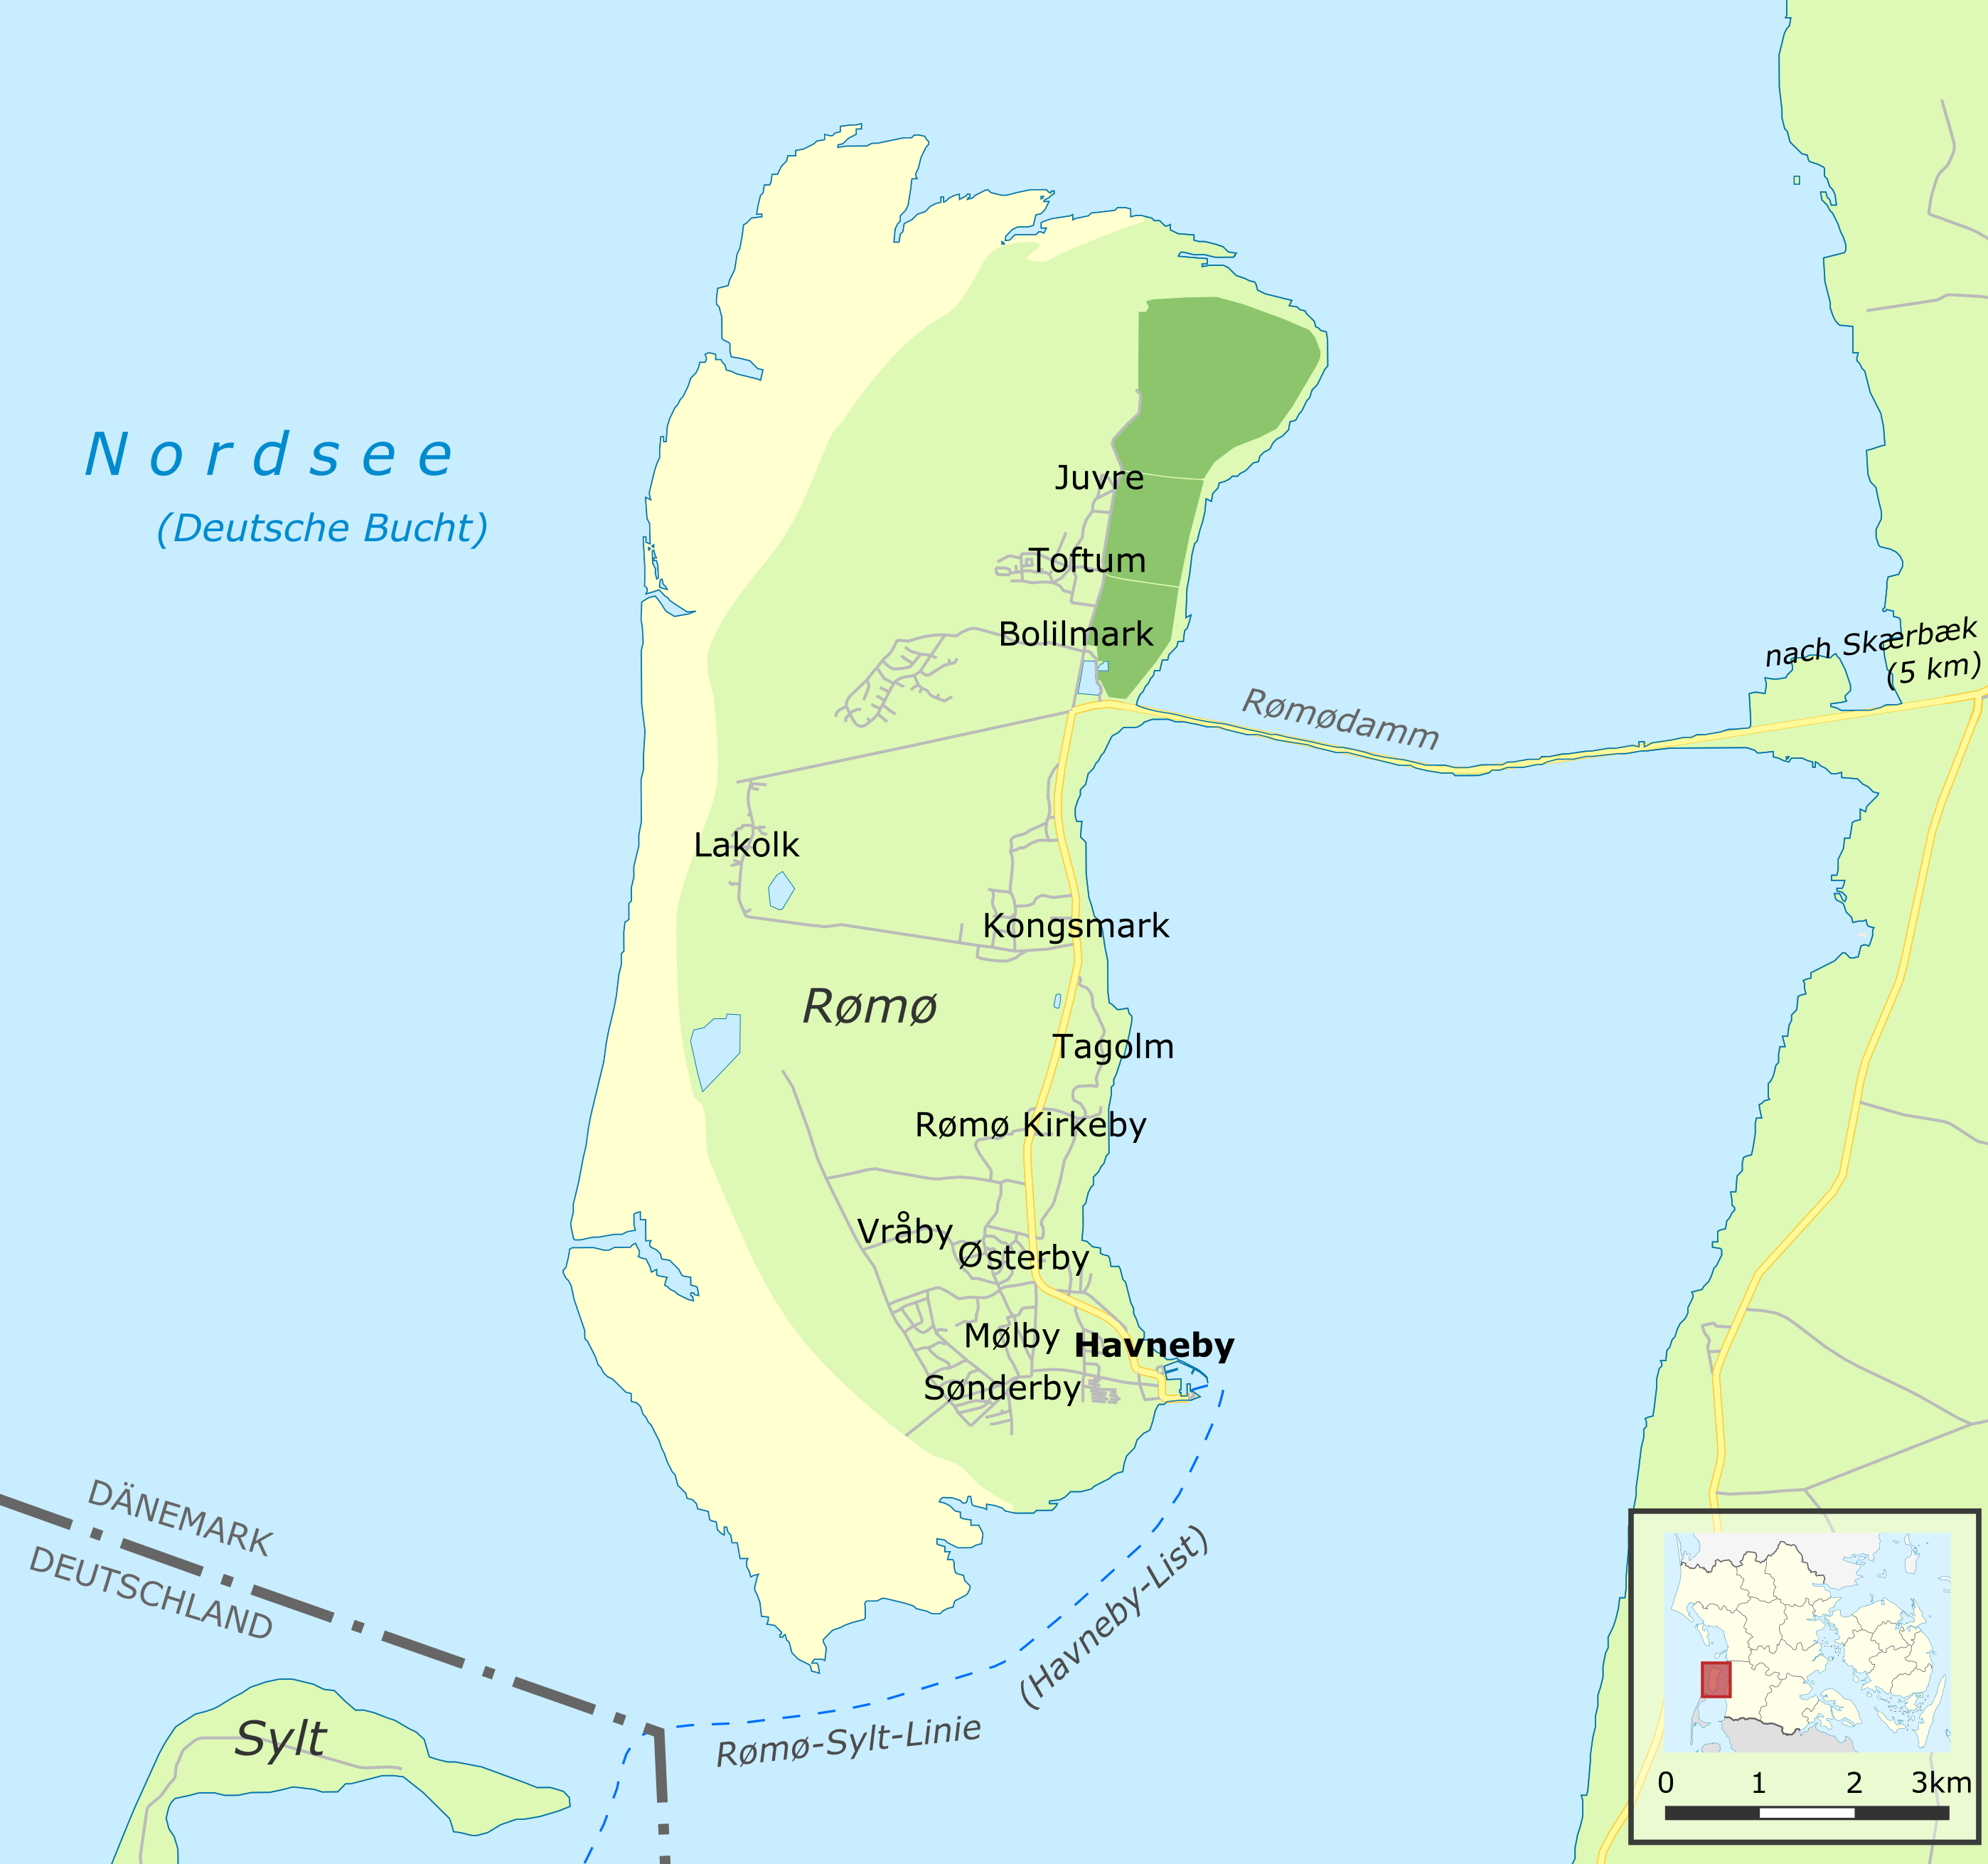 Nordsee
(Deutsche Bucht)
Juvre
Toftum
Bolilmark
nach Skærbæk
(5 km)
Rømødamm
Lakolk
Kongsmark
Rømø
Tagolm
Rømø Kirkeby
Vråby
Østerby
Mølby
Havneby
Sønderby
DÄNEMARK
DEUTSCHLAND
(Havneby-List)
Rømø-Sylt-Linie
Sylt
0 1 2 3km